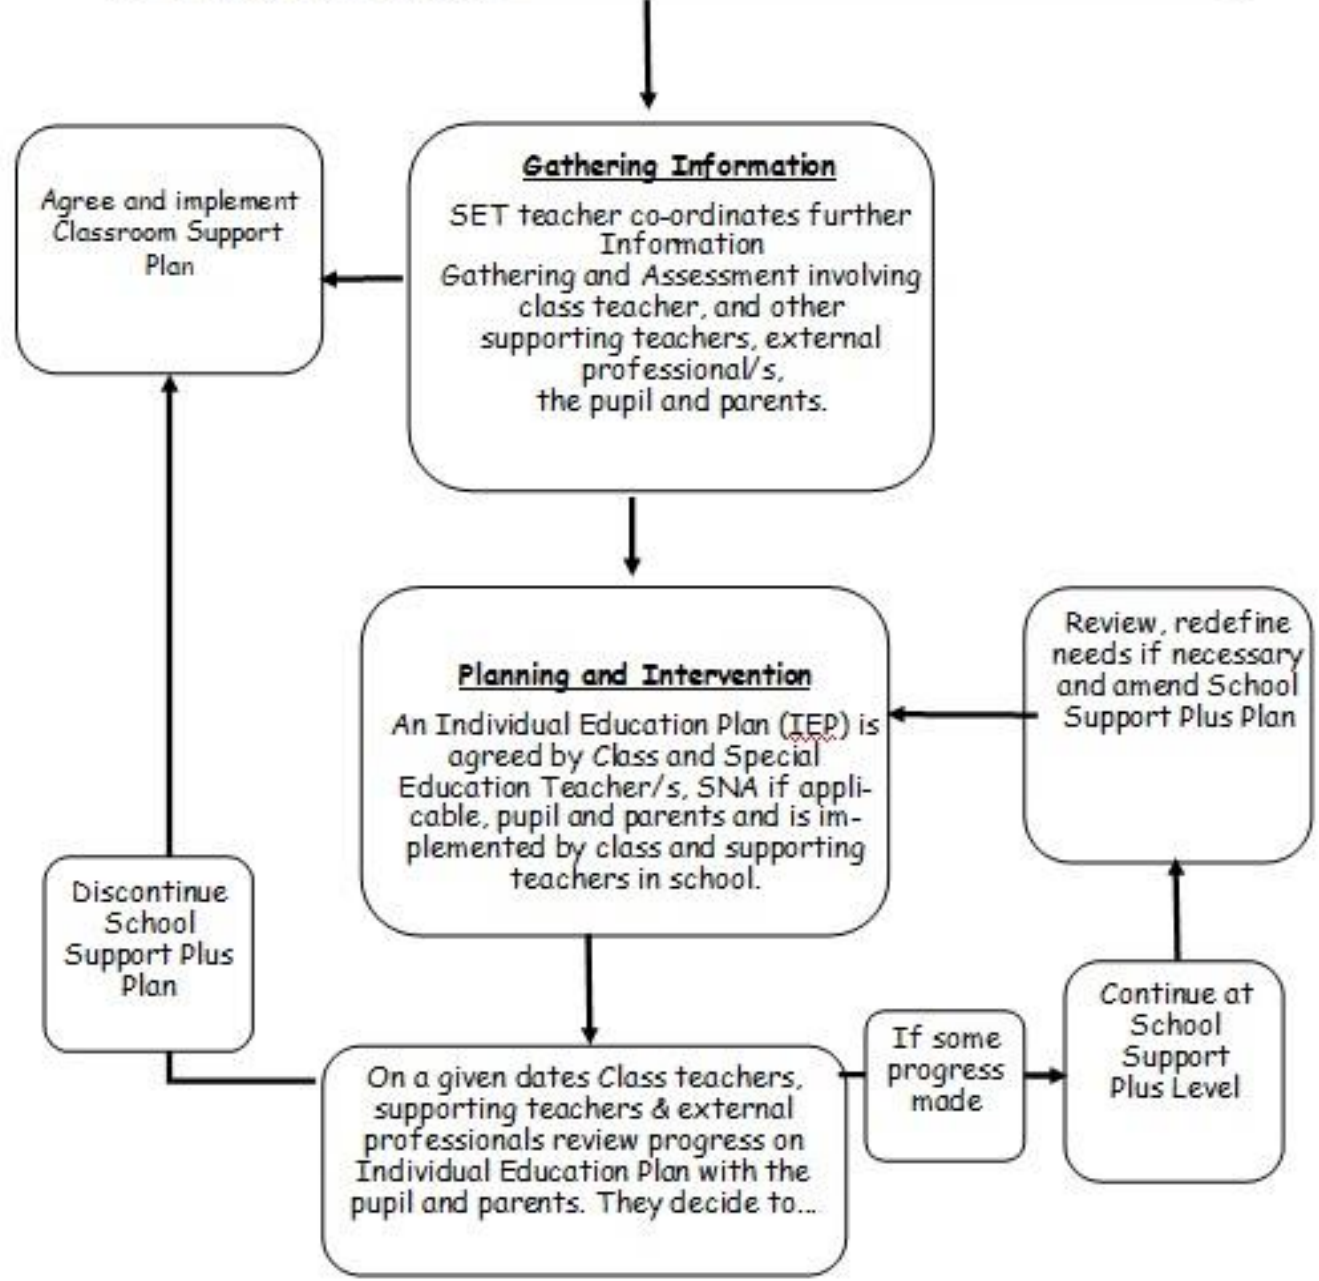 Gathering Information
SET teacher co-ordinates further
Information
Gathering and Assessment involving
class teacher, and other
supporting teachers, external
professional/s,
the pupil and parents.
Agree and implement
Classroom Support
Plan
Planning and Intervention
An Individual Education Plan (IEP) is
agreed by Class and Special
Education Teacher/s, SNA if appli-
cable, pupil and parents and is im-
plemented by class and supporting
teachers in school.
Review, redefine
needs if necessary
and amend School
Support Plus Plan
Discontinue
School
Support Plus
Plan
On a given dates Class teachers,
supporting teachers & external
professionals review progress on
Individual Education Plan with the
pupil and parents. They decide to...
If some
progress
made
Continue at
School
Support
Plus Level